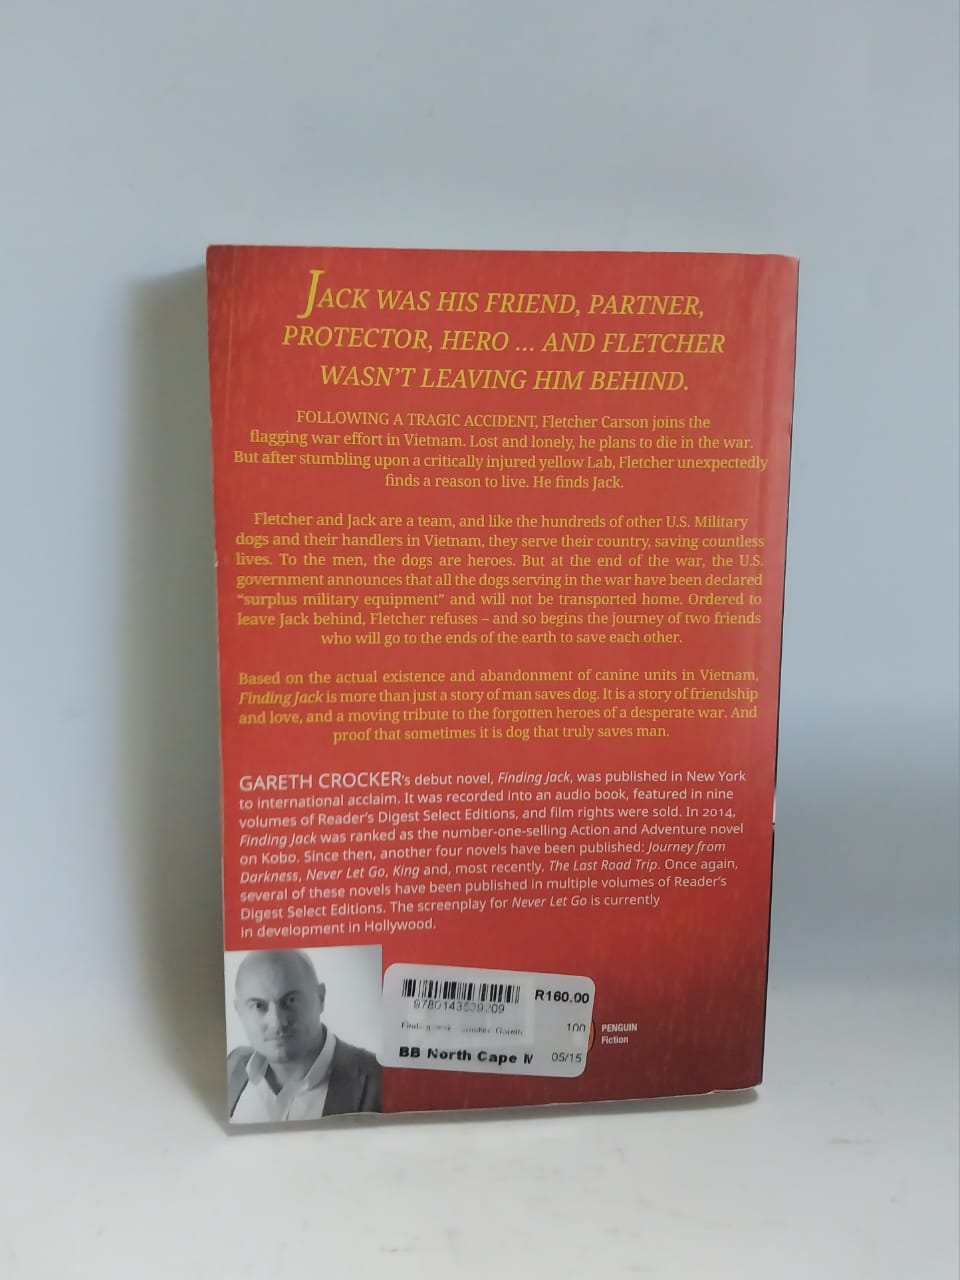 JACK WAS HIS FRIEND, PARTNER,
PROTECTOR, HERO ... AND FLETCHER
WASN'T LEAVING HIM BEHIND.
FOLLOWING A TRAGIC ACCIDENT, Fletcher Carson joins the
flagging war effort in Vietnam. Lost and lonely, he plans to die in the war.
But after stumbling upon a critically injured yellow Lab, Fletcher unexpectedly
finds a reason to live. He finds Jack.
Fletcher and Jack are a team, and like the hundreds of other U.S. Military
dogs and their handlers in Vietnam, they serve their country, saving countless
lives. To the men, the dogs are heroes. But at the end of the war, the U.S.
government announces that all the dogs serving in the war have been declared
“surplus military equipment” and will not be transported home. Ordered to
leave Jack behind, Fletcher refuses – and so begins the journey of two friends
who will go to the ends of the earth to save each other.
Based on the actual existence and abandonment of canine units in Vietnam,
Finding Jack is more than just a story of man saves dog. It is a story of friendship
and love, and a moving tribute to the forgotten heroes of a desperate war. And
proof that sometimes it is dog that truly saves man.
GARETH CROCKER's debut novel, Finding Jack, was published in New York
to international acclaim. It was recorded into an audio book, featured in nine
volumes of Reader's Digest Select Editions, and film rights were sold. In 2014,
Finding Jack was ranked as the number-one-selling Action and Adventure novel
on Kobo. Since then, another four novels have been published: Journey from
Darkness, Never Let Go, King and, most recently, The Last Road Trip. Once again,
several of these novels have been published in multiple volumes of Reader's
Digest Select Editions. The screenplay for Never Let Go is currently
in development in Hollywood.
R160.00
100
BB North Cape M 05/15
PENGUIN
Fiction